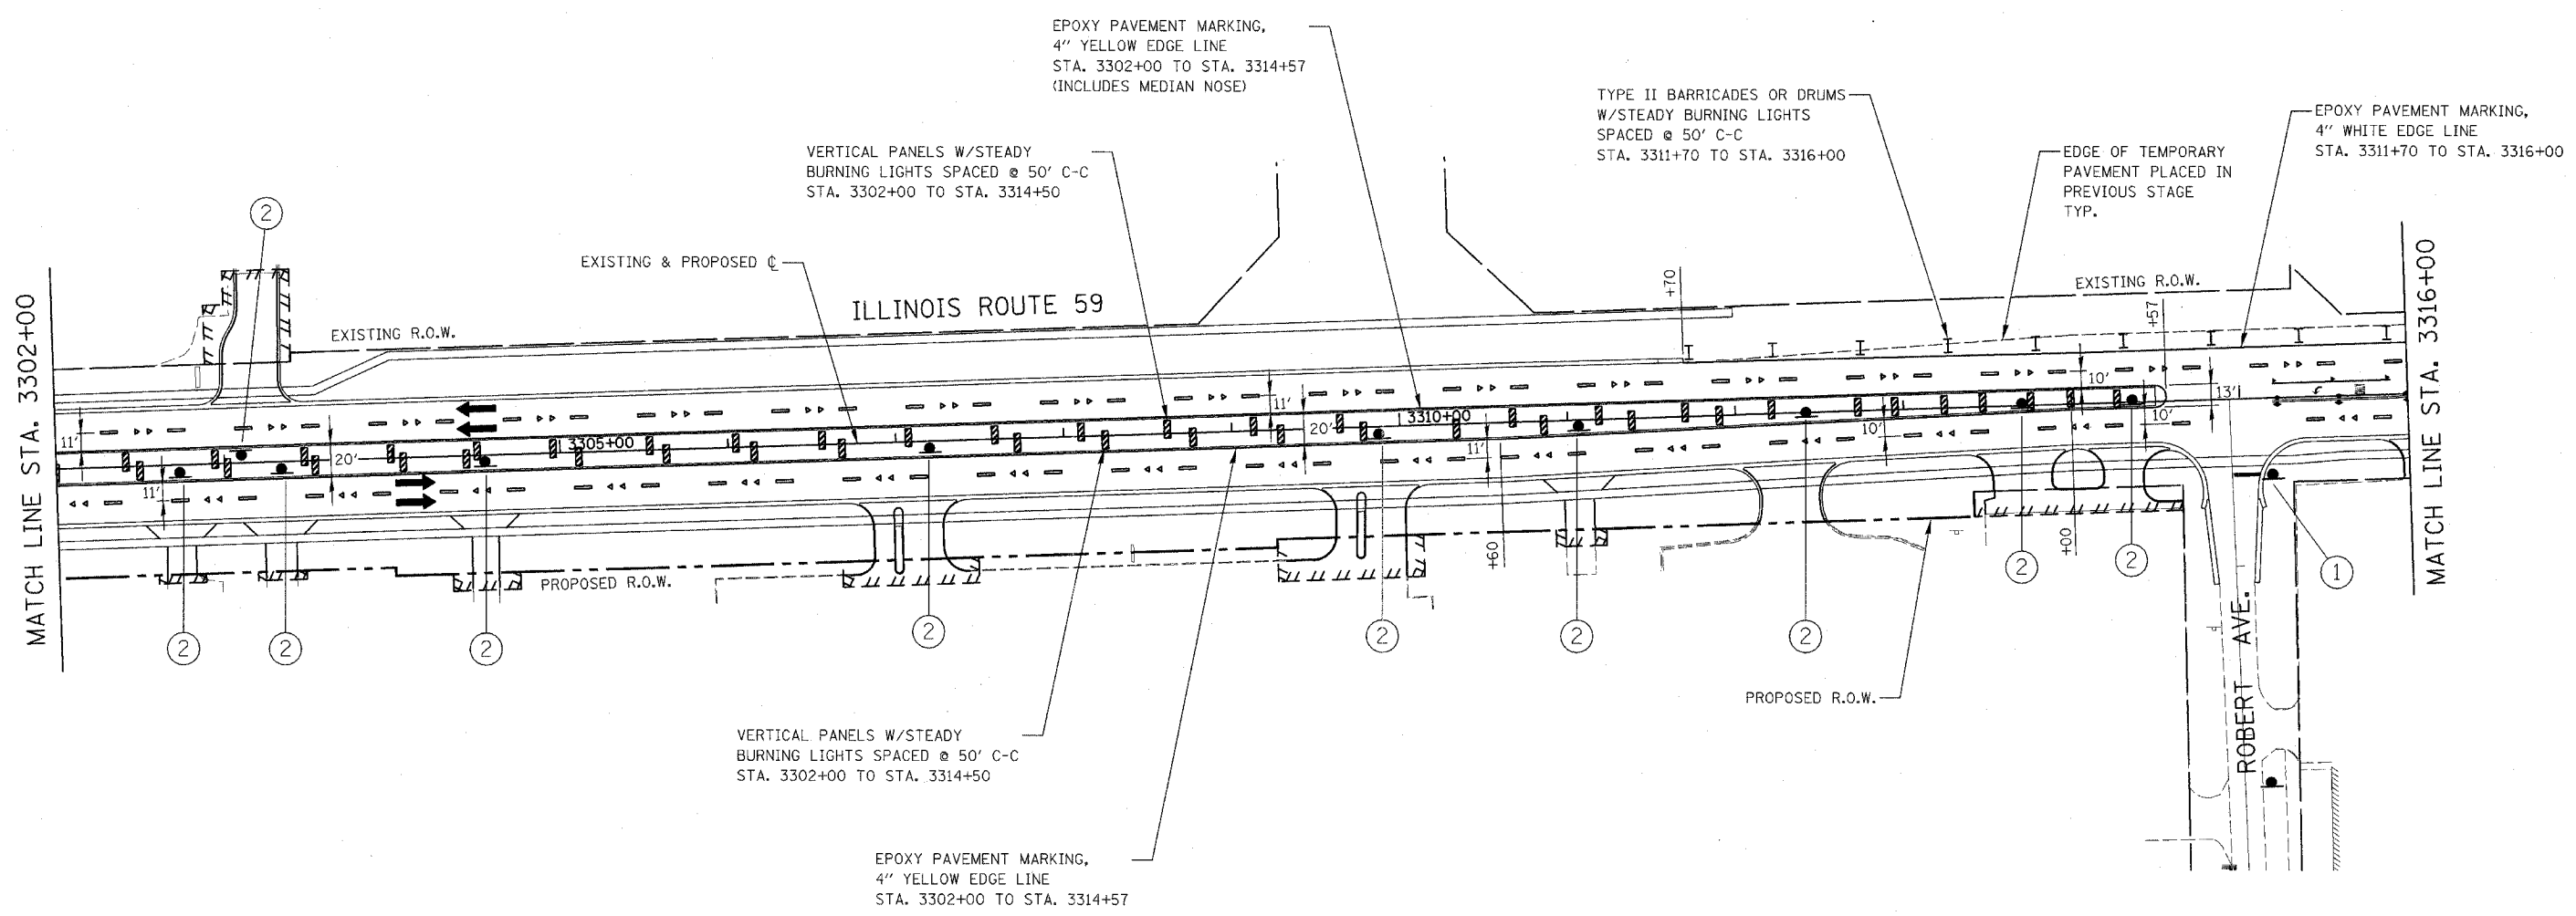 EPOXY PAVEMENT MARKING,
4" YELLOW EDGE LINE
STA. 3302+00 TO STA. 3314+57
(INCLUDES MEDIAN NOSE)
TYPE II BARRICADES OR DRUMS
W/STEADY BURNING LIGHTS
SPACED @ 50' C-C
STA. 3311+70 TO STA. 3316+00
EPOXY PAVEMENT MARKING,
4" WHITE EDGE LINE
STA. 3311+70 TO STA. 3316+00
VERTICAL PANELS W/STEADY
BURNING LIGHTS SPACED @ 50' C-C
STA. 3302+00 TO STA. 3314+50
EDGE OF TEMPORARY
PAVEMENT PLACED IN
PREVIOUS STAGE
TYP.
2
EXISTING & PROPOSED ℄
ILLINOIS ROUTE 59
+70
EXISTING R.O.W.
+57
EXISTING R.O.W.
MATCH LINE STA. 3302+00
MATCH LINE STA. 3316+00
11'
20'
11'
3305+00
11'
20'
3310+00
11'
10'
10'
13'
10'
+60
+00
PROPOSED R.O.W.
2
2
2
2
2
2
2
2
2
1
PROPOSED R.O.W.
ROBERT AVE.
VERTICAL PANELS W/STEADY
BURNING LIGHTS SPACED @ 50' C-C
STA. 3302+00 TO STA. 3314+50
EPOXY PAVEMENT MARKING,
4" YELLOW EDGE LINE
STA. 3302+00 TO STA. 3314+57